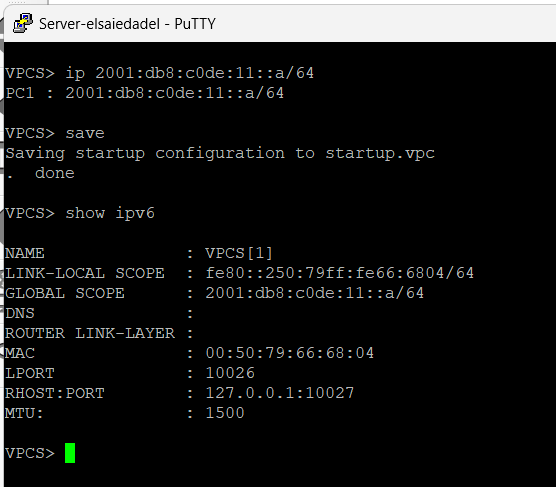 Server-elsaiedadel - PuTTY
VPCS> ip 2001:db8:c0de:11::a/64
PC1 : 2001:db8:c0de:11::a/64
VPCS> save
Saving startup configuration to startup.vpc
.  done
VPCS> show ipv6
NAME              : VPCS[1]
LINK-LOCAL SCOPE  : fe80::250:79ff:fe66:6804/64
GLOBAL SCOPE      : 2001:db8:c0de:11::a/64
DNS               :
ROUTER LINK-LAYER :
MAC               : 00:50:79:66:68:04
LPORT             : 10026
RHOST:PORT        : 127.0.0.1:10027
MTU:              : 1500
VPCS>